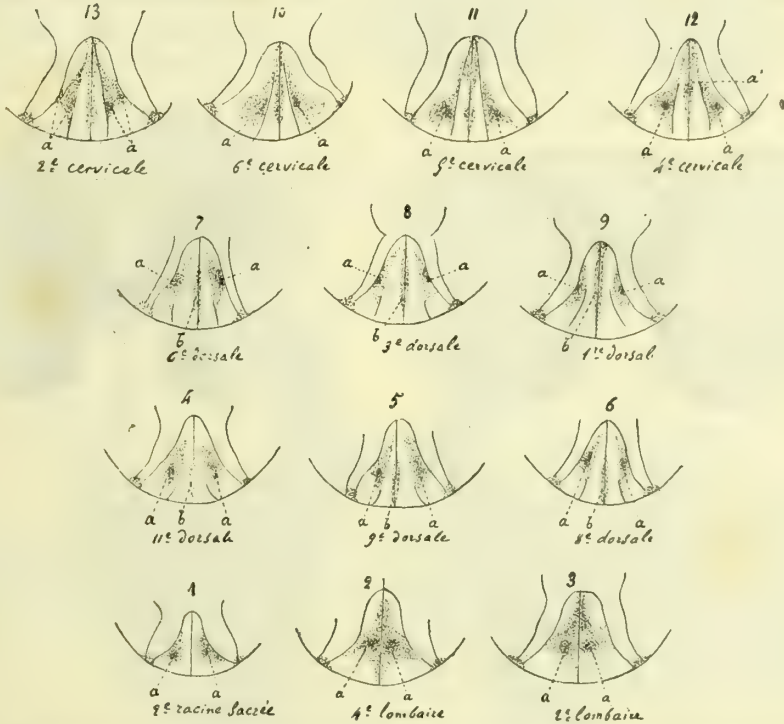 13 10 11 12
a'
a a a a a a a a
2e cervicale 6e cervicale 5e cervicale 4e cervicale
7 8 9
a a a a a a
b b b
6e dorsale 3e dorsale 1re dorsale
4 5 6
a b a a b a a b a
11e dorsale 9e dorsale 8e dorsale
1 2 3
a a a a a a
2e racine sacrée 4e lombaire 2e lombaire